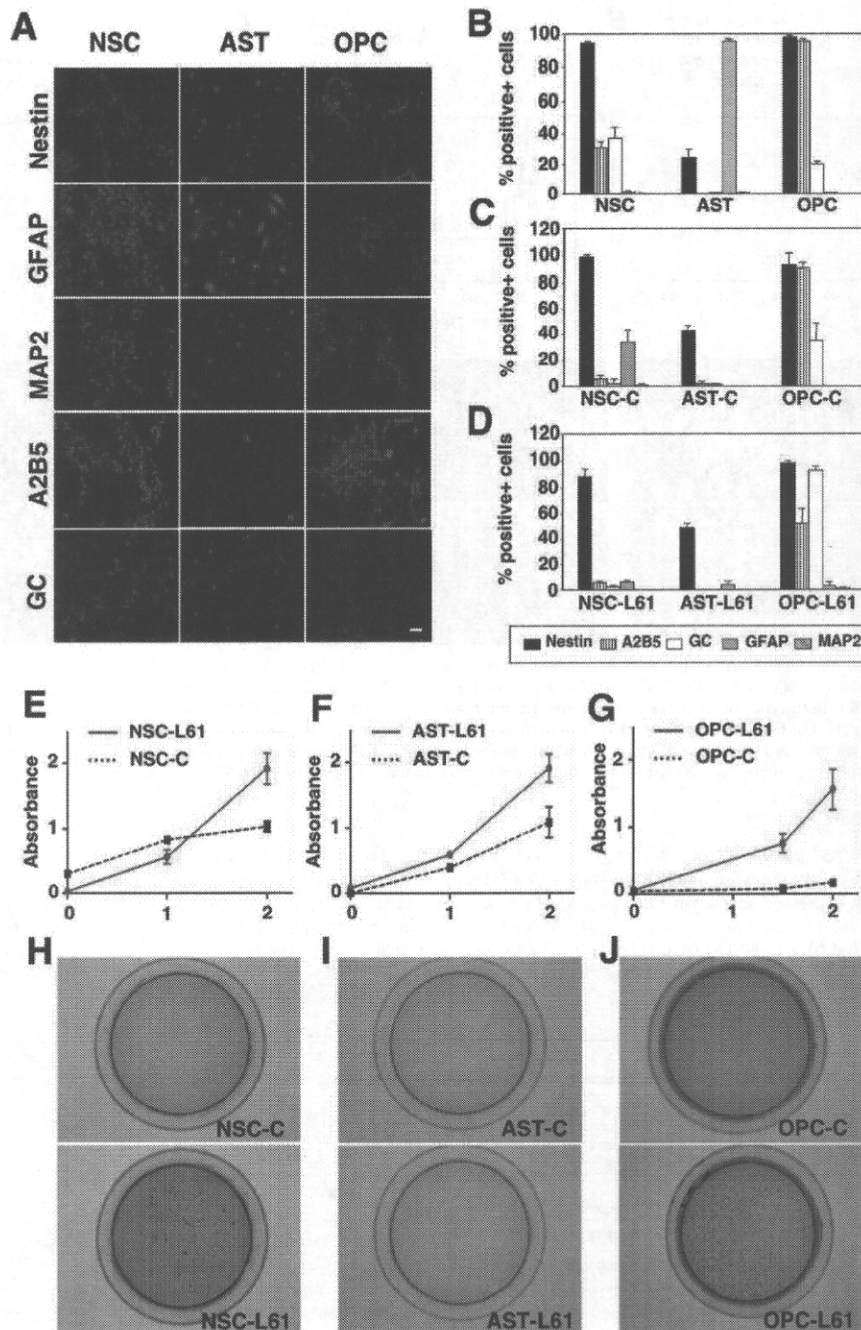 A
NSC AST OPC
Nestin
GFAP
MAP2
A2B5
GC
B
% positive+ cells
100
80
60
40
20
0
NSC AST OPC
C
% positive+ cells
120
100
80
60
40
20
0
NSC-C AST-C OPC-C
D
% positive+ cells
120
100
80
60
40
20
0
NSC-L61 AST-L61 OPC-L61
Nestin A2B5 GC GFAP MAP2
E
NSC-L61
NSC-C
Absorbance
2
1
0
0 1 2
F
AST-L61
AST-C
Absorbance
2
1
0
0 1 2
G
OPC-L61
OPC-C
Absorbance
2
1
0
0 1 2
H I J
NSC-C AST-C OPC-C
NSC-L61 AST-L61 OPC-L61